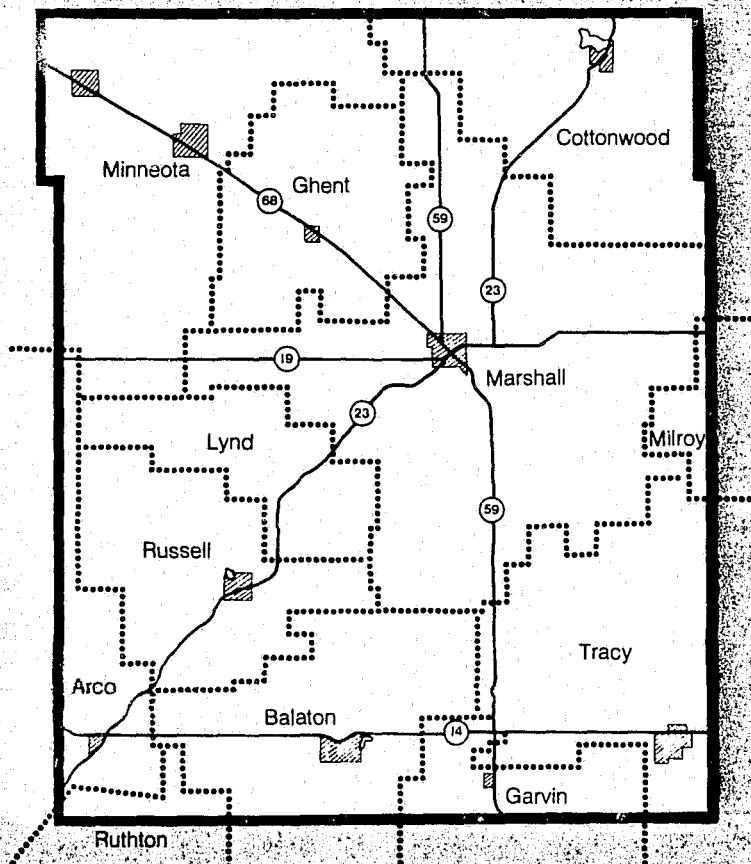 Cottonwood
Minneota
Ghent
68
59
23
19
Marshall
23
Lynd
Milroy
59
Russell
Tracy
Arco
Balaton
14
Garvin
Ruthton